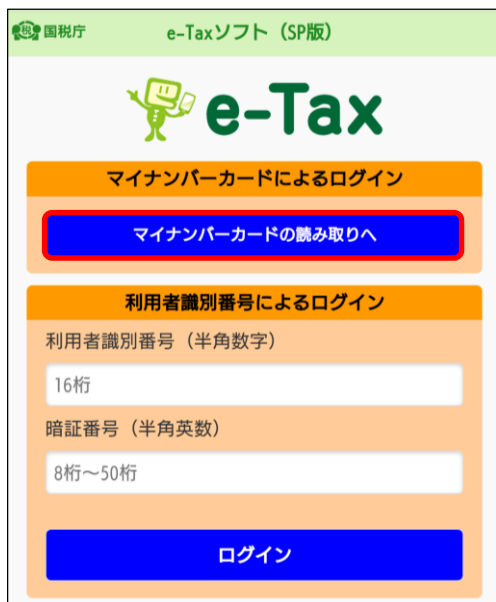 税 国税庁 e-Taxソフト（SP版）
e-Tax
マイナンバーカードによるログイン
マイナンバーカードの読み取りへ
利用者識別番号によるログイン
利用者識別番号（半角数字）
16桁
暗証番号（半角英数）
8桁～50桁
ログイン